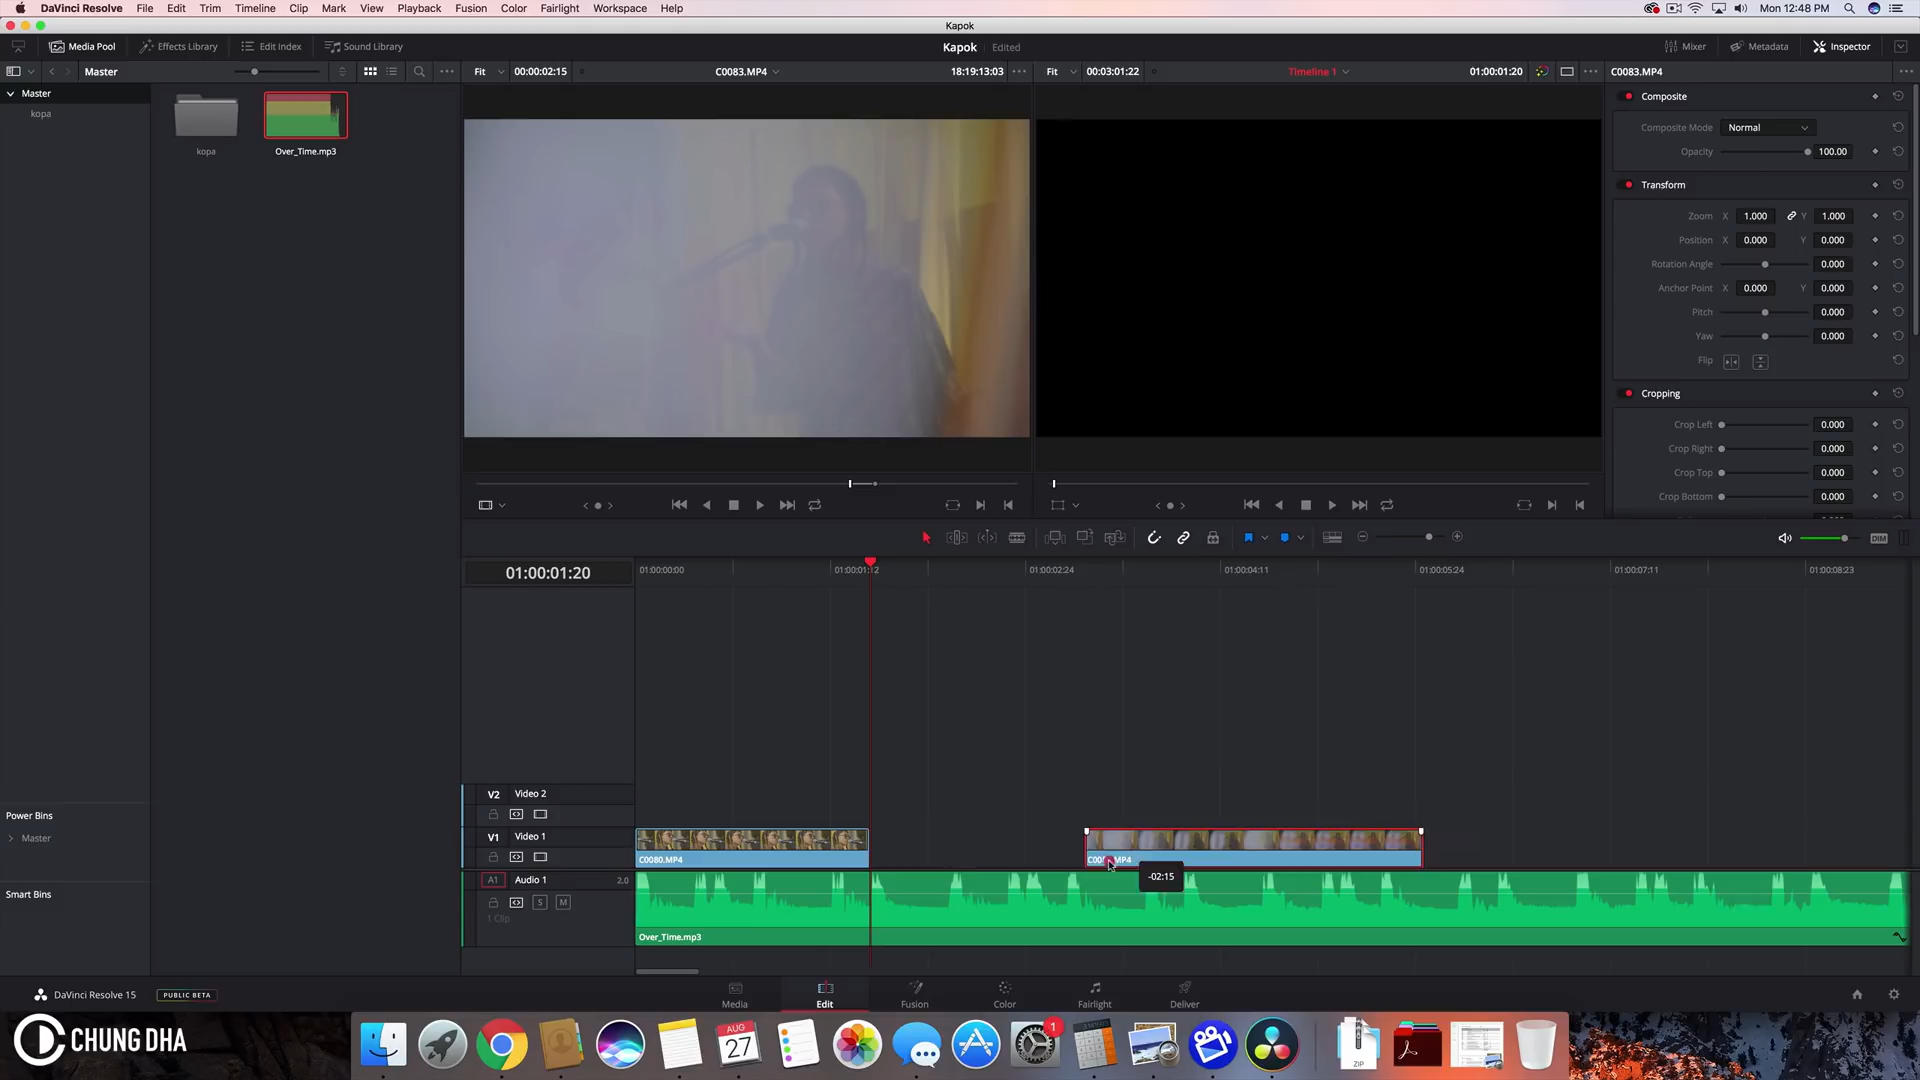 DaVinci Resolve File Edit Trim Timeline Clip Mark View Playback Fusion Color Fairlight Workspace Help Mon 12:48 PM
Kapok
Media Pool Effects Library Edit Index Sound Library Kapok Edited Mixer Metadata Inspector
Master Fit 00:00:02:15 C0083.MP4 18:19:13:03 Fit 00:03:01:22 Timeline 1 01:00:01:20 C0083.MP4
Master
kopa
kopa Over_Time.mp3
Composite
Composite Mode Normal
Opacity 100.00
Transform
Zoom X 1.000 Y 1.000
Position X 0.000 Y 0.000
Rotation Angle 0.000
Anchor Point X 0.000 Y 0.000
Pitch 0.000
Yaw 0.000
Flip
Cropping
Crop Left 0.000
Crop Right 0.000
Crop Top 0.000
Crop Bottom 0.000
DIM
01:00:01:20 01:00:00:00 01:00:01:12 01:00:02:24 01:00:04:11 01:00:05:24 01:00:07:11 01:00:08:23
V2 Video 2
V1 Video 1
C0080.MP4
-02:15
A1 Audio 1 2.0
S M
1 Clip
Over_Time.mp3
Power Bins
Master
Smart Bins
DaVinci Resolve 15 PUBLIC BETA
Media Edit Fusion Color Fairlight Deliver
CHUNG DHA
AUG
27
1
ZIP